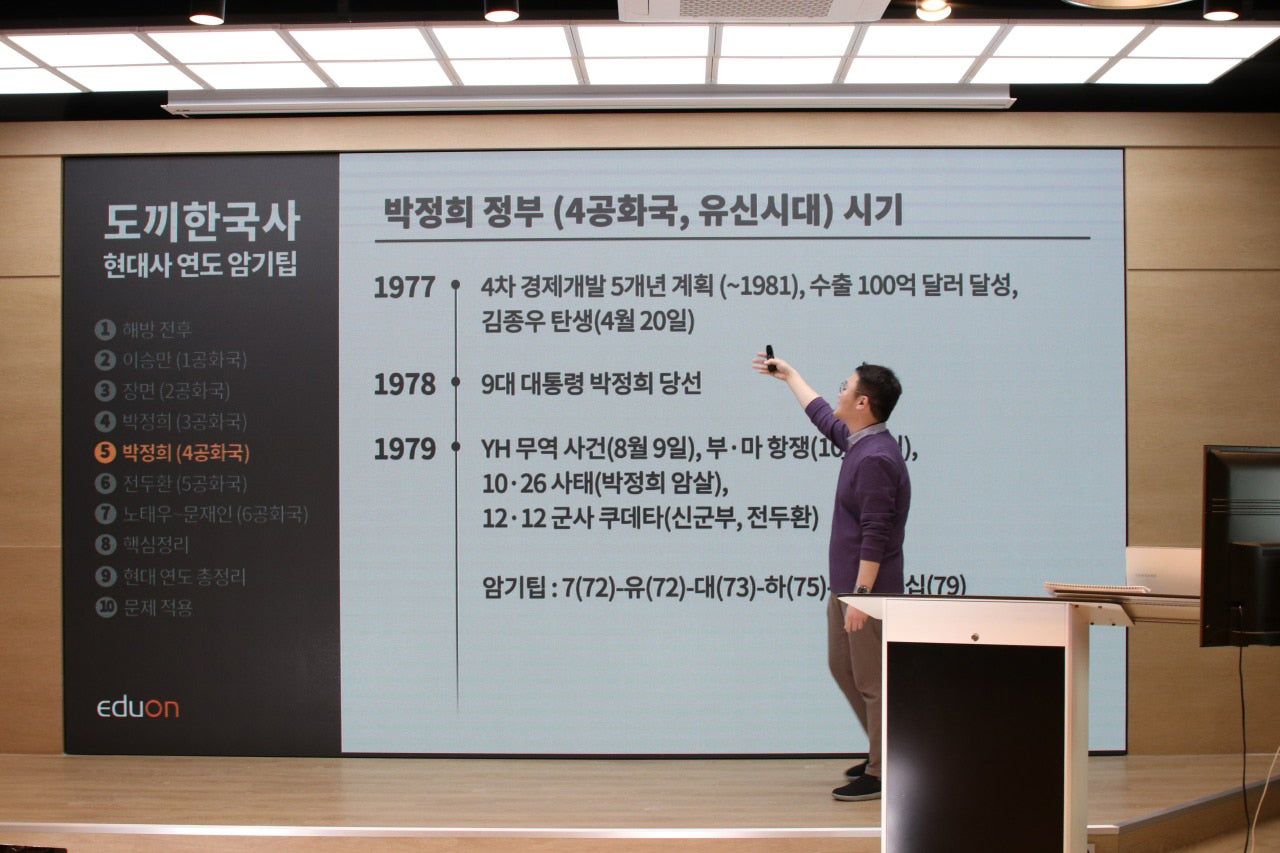 도끼한국사
현대사 연도 암기팁
1 해방 전후
2 이승만 (1공화국)
3 장면 (2공화국)
4 박정희 (3공화국)
5 박정희 (4공화국)
6 전두환 (5공화국)
7 노태우~문재인 (6공화국)
8 핵심정리
9 현대 연도 총정리
10 문제 적용
eduon
박정희 정부 (4공화국, 유신시대) 시기
1977 4차 경제개발 5개년 계획 (~1981), 수출 100억 달러 달성,
김종우 탄생(4월 20일)
1978 9대 대통령 박정희 당선
1979 YH 무역 사건(8월 9일), 부·마 항쟁(10
10·26 사태(박정희 암살),
12·12 군사 쿠데타(신군부, 전두환)
암기팁 : 7(72)-유(72)-대(73)-하(75)- 십(79)